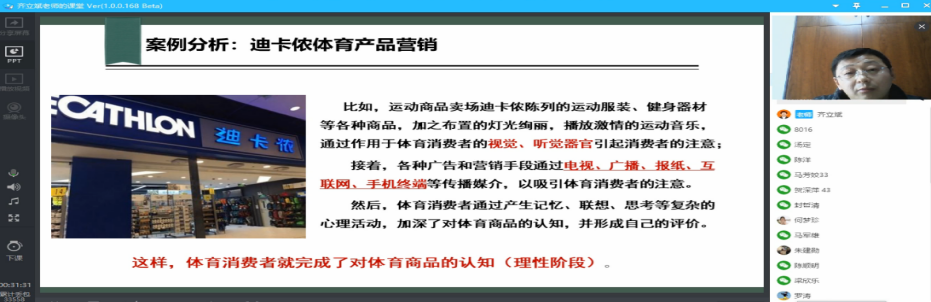 齐立斌老师的课堂 Ver(1.0.0.168 Beta)
PPT
下课
00:31:31
案例分析：迪卡侬体育产品营销
ECATHLON 迪卡侬
比如，运动商品卖场迪卡侬陈列的运动服装、健身器材
等各种商品，加之布置的灯光绚丽，播放激情的运动音乐，
通过作用于体育消费者的视觉、听觉器官引起消费者的注意；
接着，各种广告和营销手段通过电视、广播、报纸、互
联网、手机终端等传播媒介，以吸引体育消费者的注意。
然后，体育消费者通过产生记忆、联想、思考等复杂的
心理活动，加深了对体育商品的认知，并形成自己的评价。
这样，体育消费者就完成了对体育商品的认知（理性阶段）。
老师 齐立斌
8016
汤瑶
陈洋
马芳姣33
贺深萍 43
封哲清
何梦珍
马军雄
朱建勋
陈顺明
梁欣乐
罗涛